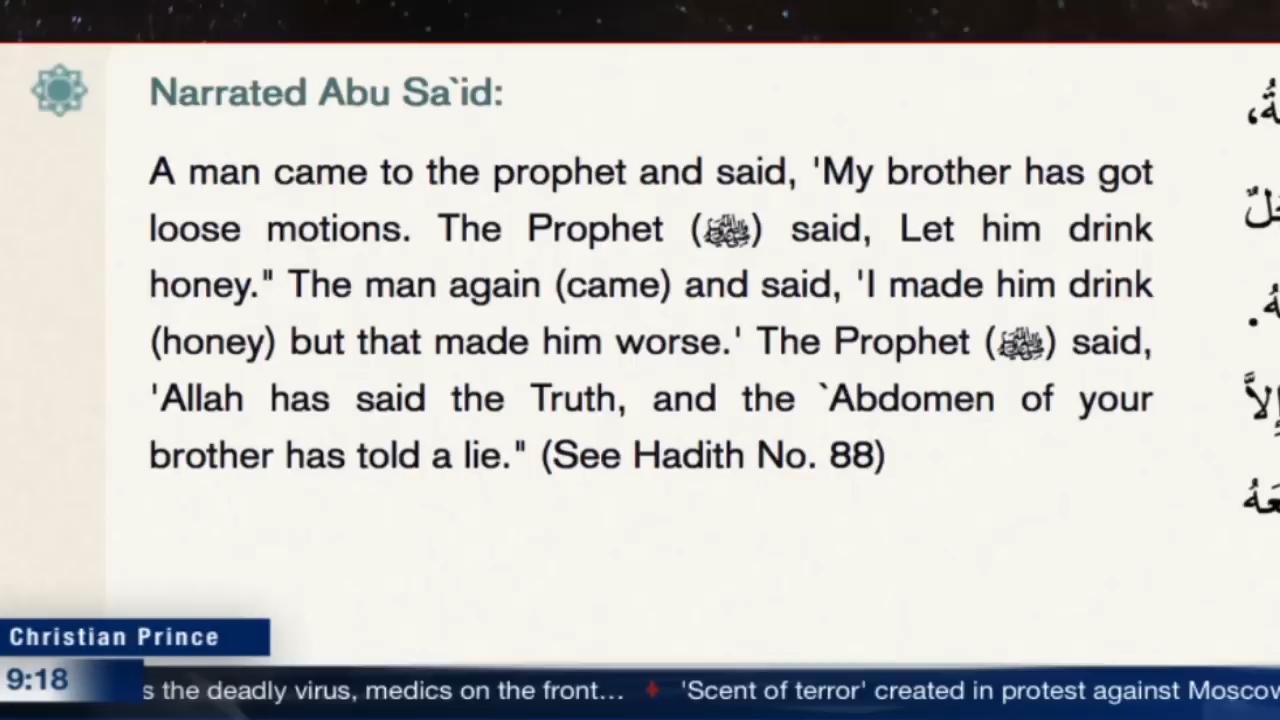 Narrated Abu Sa`id:
A man came to the prophet and said, 'My brother has got
loose motions. The Prophet (ﷺ) said, Let him drink
honey." The man again (came) and said, 'I made him drink
(honey) but that made him worse.' The Prophet (ﷺ) said,
'Allah has said the Truth, and the `Abdomen of your
brother has told a lie." (See Hadith No. 88)
Christian Prince
9:18
s the deadly virus, medics on the front... 'Scent of terror' created in protest against Moscow